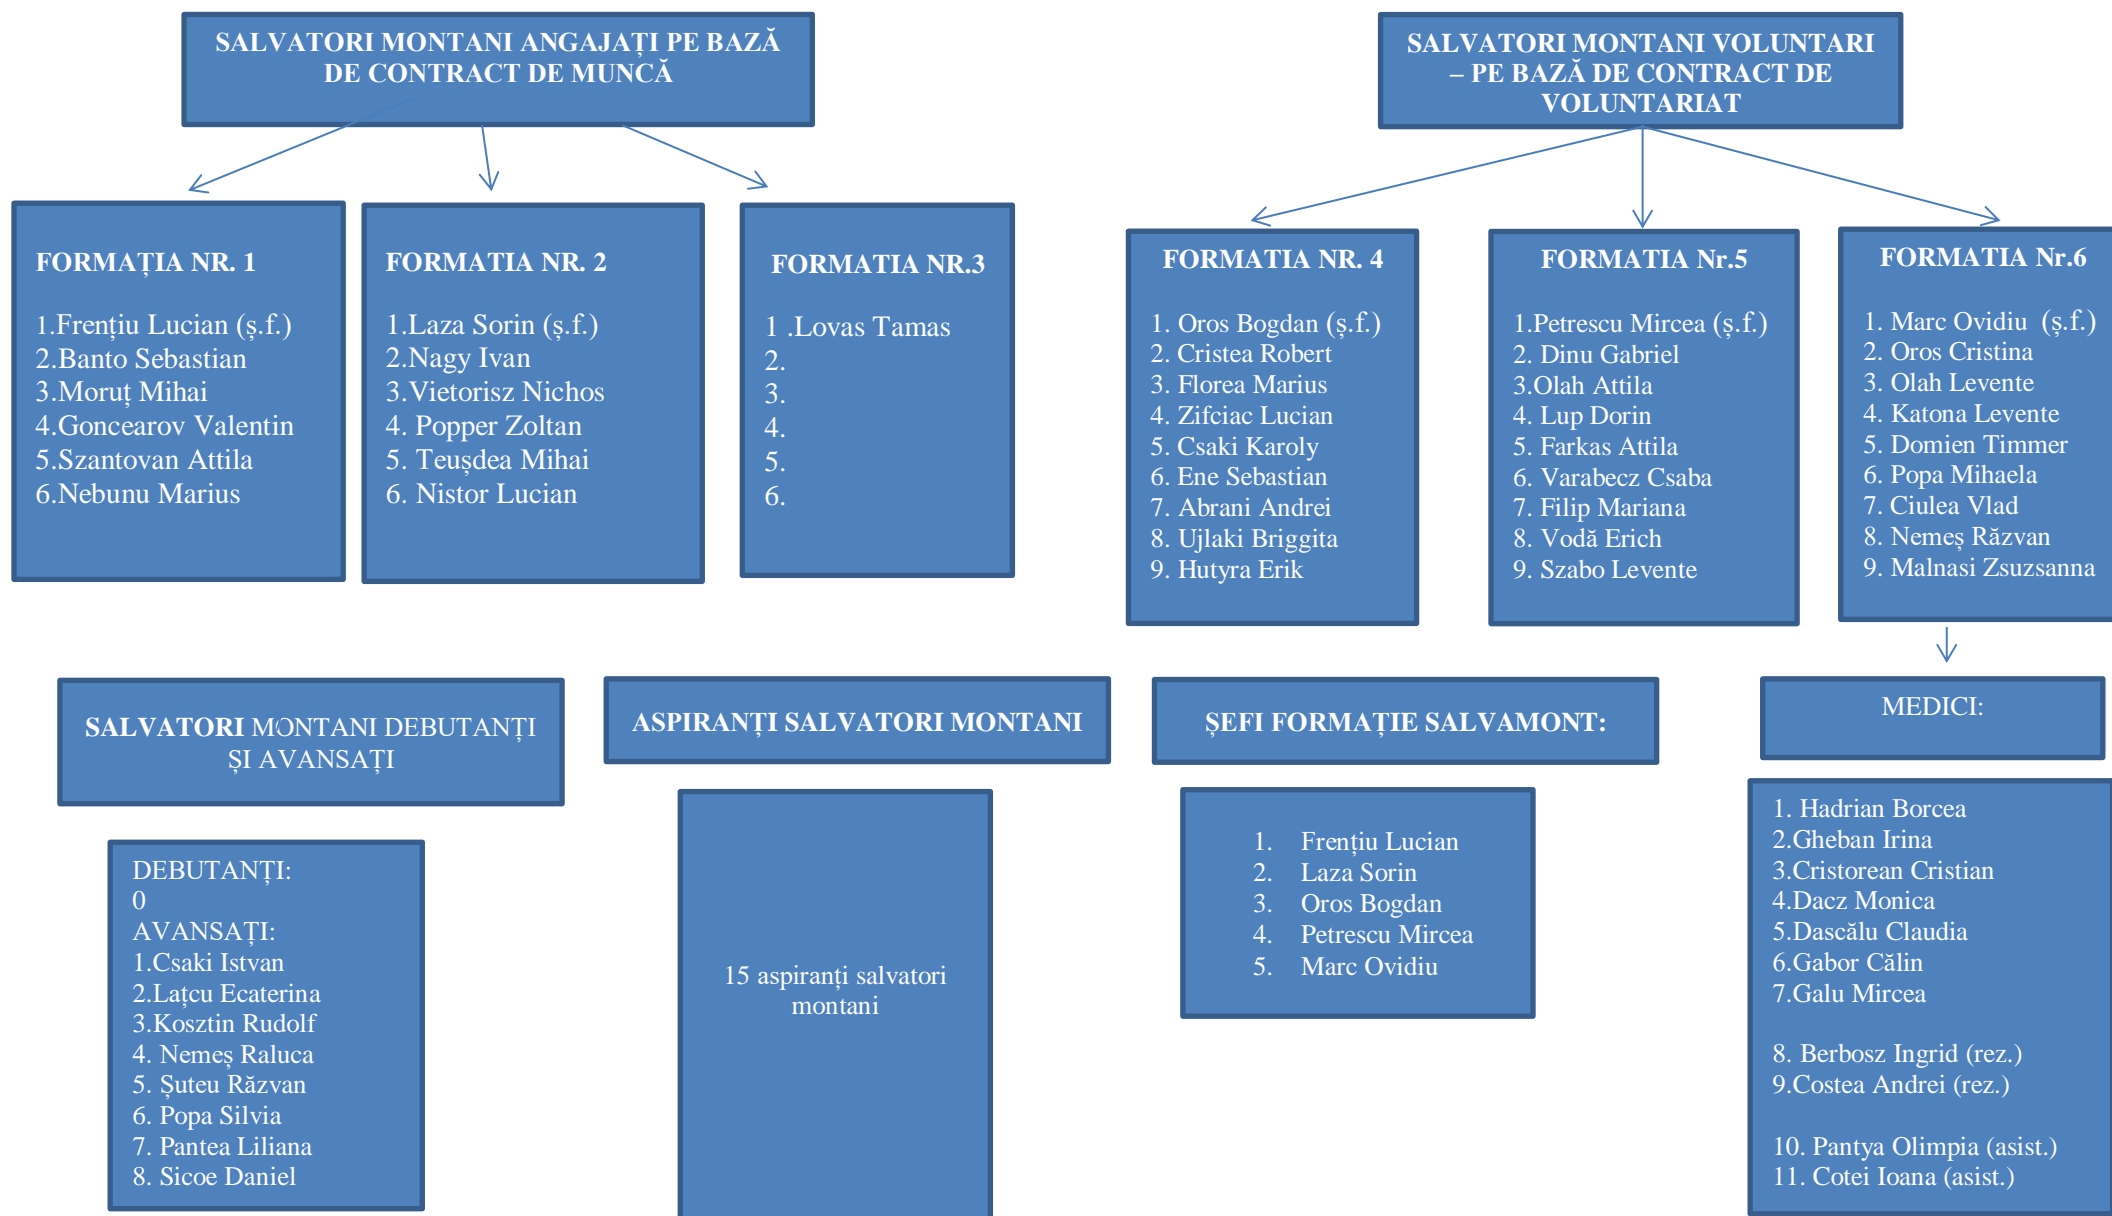 SALVATORI MONTANI ANGAJAȚI PE BAZĂ
DE CONTRACT DE MUNCĂ
SALVATORI MONTANI VOLUNTARI
– PE BAZĂ DE CONTRACT DE
VOLUNTARIAT
FORMAȚIA NR. 1
1.Frențiu Lucian (ș.f.)
2.Banto Sebastian
3.Moruț Mihai
4.Goncearov Valentin
5.Szantovan Attila
6.Nebunu Marius
FORMATIA NR. 2
1.Laza Sorin (ș.f.)
2.Nagy Ivan
3.Vietorisz Nichos
4. Popper Zoltan
5. Teușdea Mihai
6. Nistor Lucian
FORMATIA NR.3
1 .Lovas Tamas
2.
3.
4.
5.
6.
FORMATIA NR. 4
1. Oros Bogdan (ș.f.)
2. Cristea Robert
3. Florea Marius
4. Zifciac Lucian
5. Csaki Karoly
6. Ene Sebastian
7. Abrani Andrei
8. Ujlaki Briggita
9. Hutyra Erik
FORMATIA Nr.5
1.Petrescu Mircea (ș.f.)
2. Dinu Gabriel
3.Olah Attila
4. Lup Dorin
5. Farkas Attila
6. Varabecz Csaba
7. Filip Mariana
8. Vodă Erich
9. Szabo Levente
FORMATIA Nr.6
1. Marc Ovidiu (ș.f.)
2. Oros Cristina
3. Olah Levente
4. Katona Levente
5. Domien Timmer
6. Popa Mihaela
7. Ciulea Vlad
8. Nemeș Răzvan
9. Malnasi Zsuzsanna
SALVATORI MONTANI DEBUTANȚI
ȘI AVANSAȚI
DEBUTANȚI:
0
AVANSAȚI:
1.Csaki Istvan
2.Lațcu Ecaterina
3.Kosztin Rudolf
4. Nemeș Raluca
5. Șuteu Răzvan
6. Popa Silvia
7. Pantea Liliana
8. Sicoe Daniel
ASPIRANȚI SALVATORI MONTANI
15 aspiranți salvatori
montani
ȘEFI FORMAȚIE SALVAMONT:
1. Frențiu Lucian
2. Laza Sorin
3. Oros Bogdan
4. Petrescu Mircea
5. Marc Ovidiu
MEDICI:
1. Hadrian Borcea
2.Gheban Irina
3.Cristorean Cristian
4.Dacz Monica
5.Dascălu Claudia
6.Gabor Călin
7.Galu Mircea
8. Berbosz Ingrid (rez.)
9.Costea Andrei (rez.)
10. Pantya Olimpia (asist.)
11. Cotei Ioana (asist.)